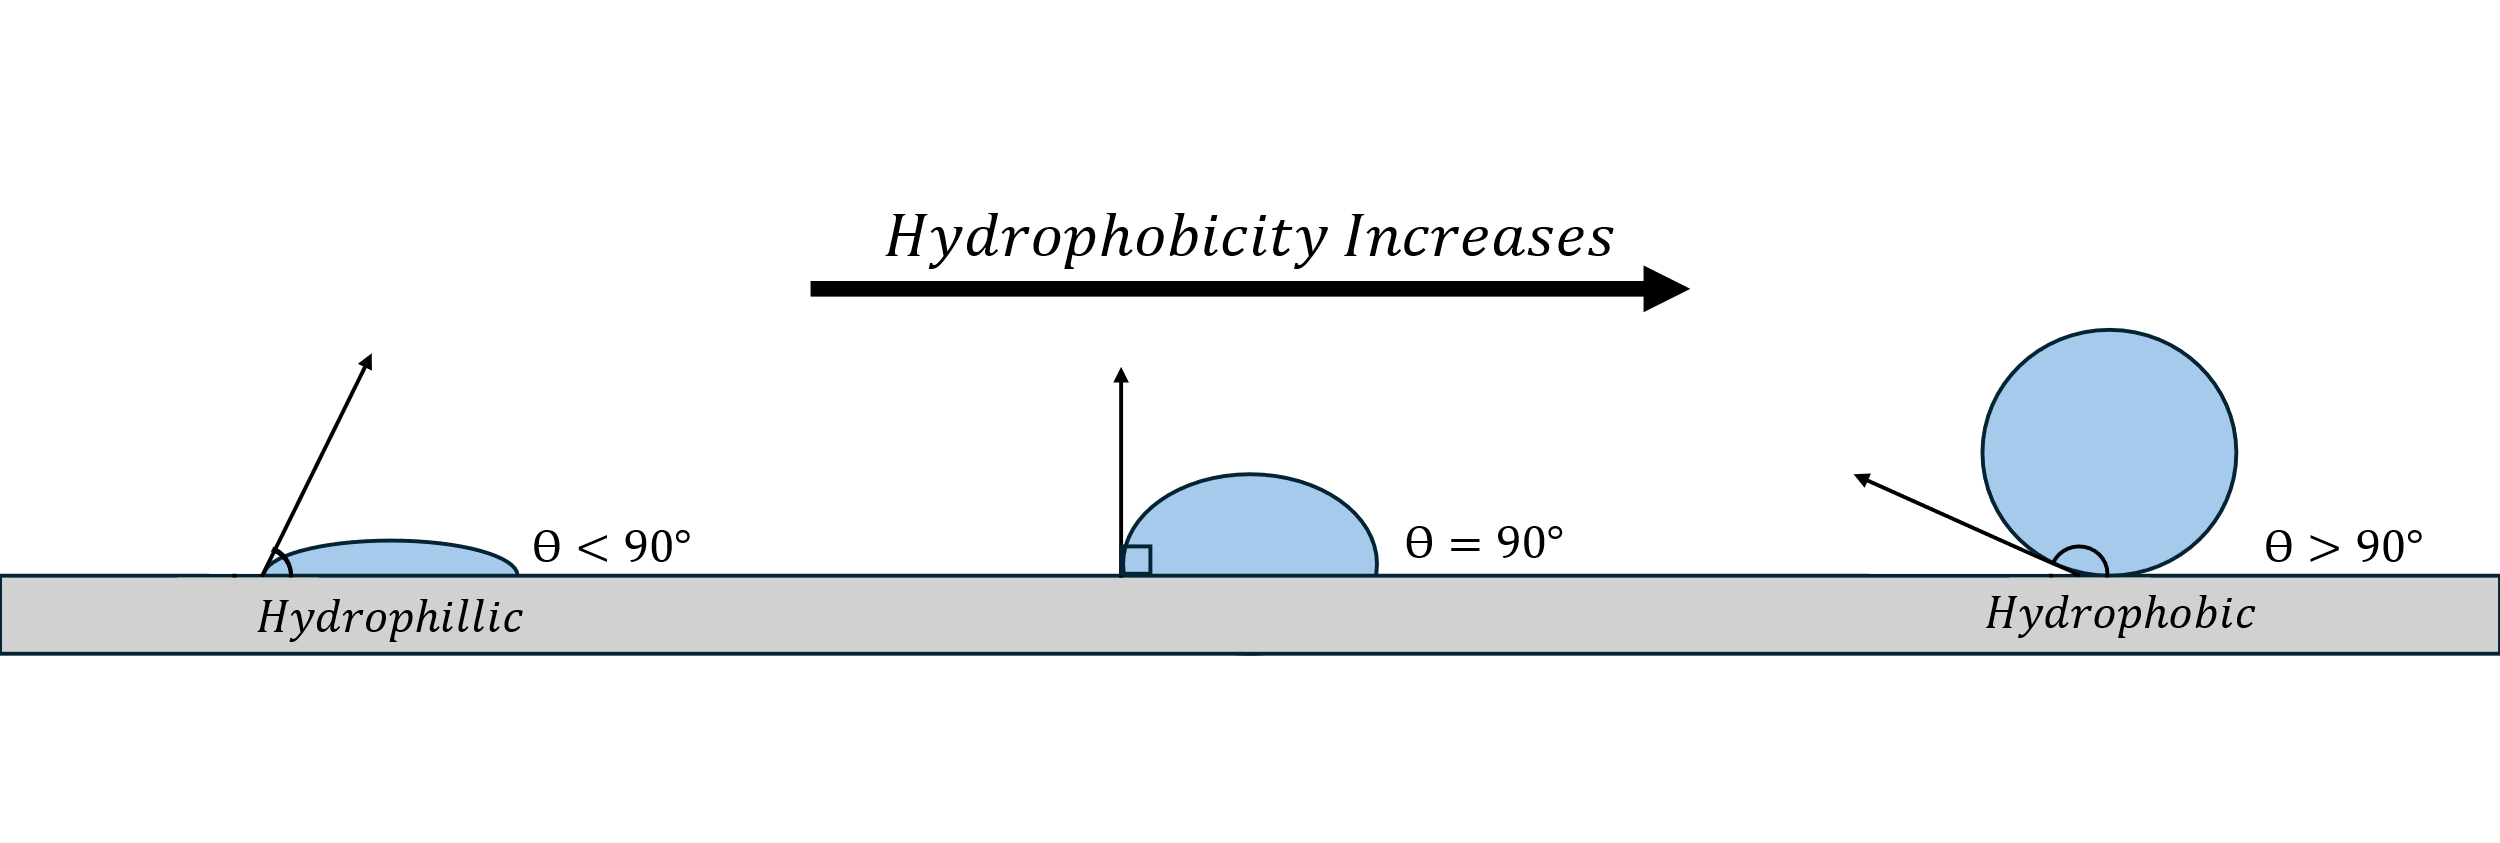 Hydrophobicity Increases
θ < 90°
θ = 90°
θ > 90°
Hydrophillic
Hydrophobic